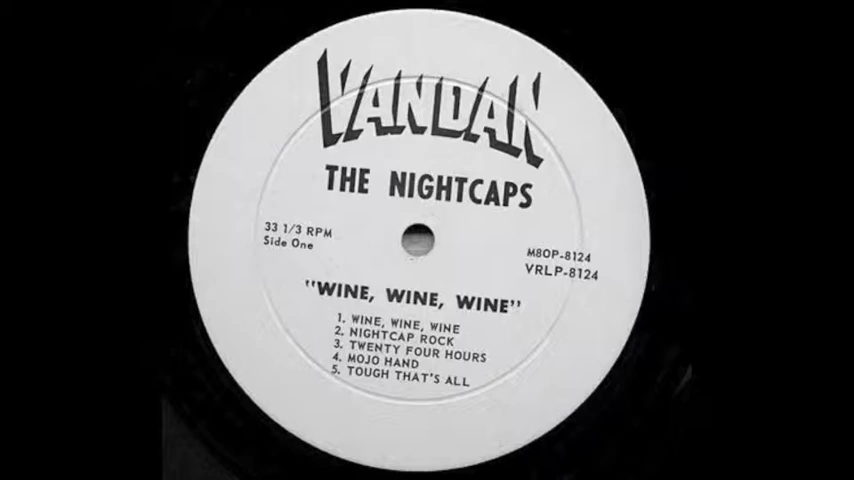 VANDAN
THE NIGHTCAPS
33 1/3 RPM
Side One
M8OP-8124
VRLP-8124
"WINE, WINE, WINE"
1. WINE, WINE, WINE
2. NIGHTCAP ROCK
3. TWENTY FOUR HOURS
4. MOJO HAND
5. TOUGH THAT'S ALL